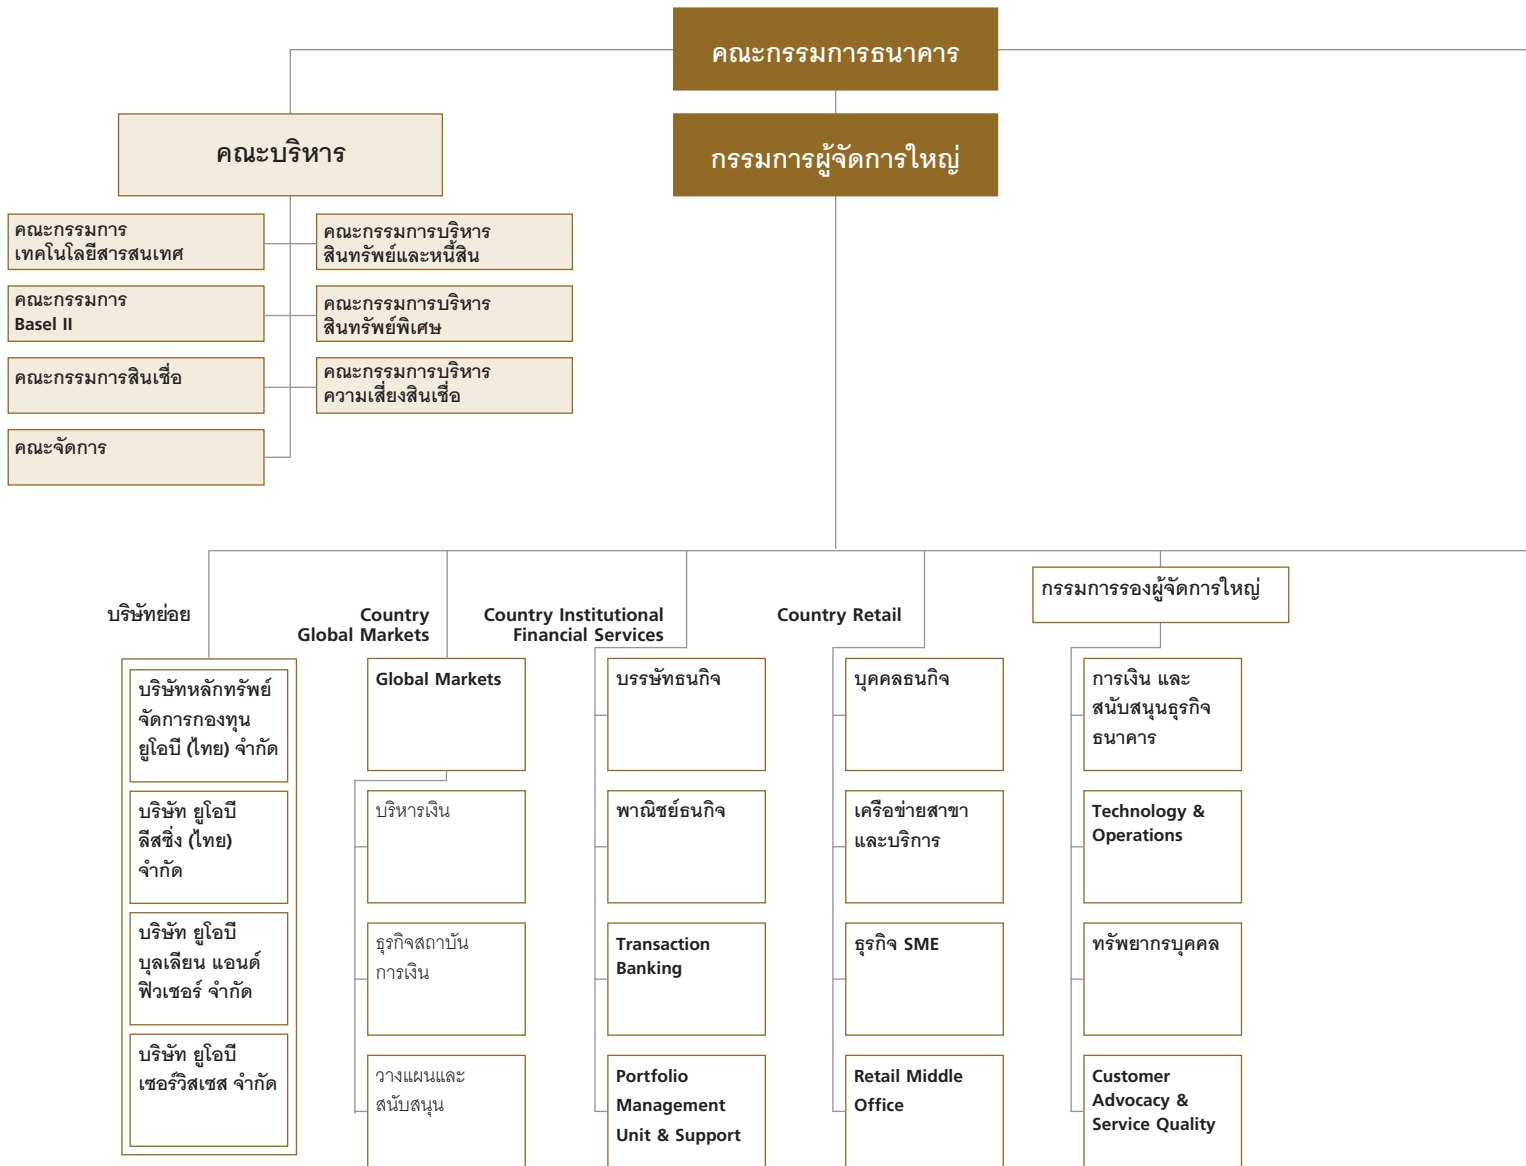 คณะกรรมการธนาคาร
คณะบริหาร
กรรมการผู้จัดการใหญ่
คณะกรรมการ
เทคโนโลยีสารสนเทศ
คณะกรรมการบริหาร
สินทรัพย์และหนี้สิน
คณะกรรมการ
Basel II
คณะกรรมการบริหาร
สินทรัพย์พิเศษ
คณะกรรมการสินเชื่อ
คณะกรรมการบริหาร
ความเสี่ยงสินเชื่อ
คณะจัดการ
บริษัทย่อย
บริษัทหลักทรัพย์
จัดการกองทุน
ยูโอบี (ไทย) จำกัด
บริษัท ยูโอบี
ลีสซิ่ง (ไทย)
จำกัด
บริษัท ยูโอบี
บุลเลียน แอนด์
ฟิวเชอร์ จำกัด
บริษัท ยูโอบี
เซอร์วิสเซส จำกัด
Country
Global Markets
Global Markets
บริหารเงิน
ธุรกิจสถาบัน
การเงิน
วางแผนและ
สนับสนุน
Country Institutional
Financial Services
บรรษัทธนกิจ
พาณิชย์ธนกิจ
Transaction
Banking
Portfolio
Management
Unit & Support
Country Retail
บุคคลธนกิจ
เครือข่ายสาขา
และบริการ
ธุรกิจ SME
Retail Middle
Office
กรรมการรองผู้จัดการใหญ่
การเงิน และ
สนับสนุนธุรกิจ
ธนาคาร
Technology &
Operations
ทรัพยากรบุคคล
Customer
Advocacy &
Service Quality